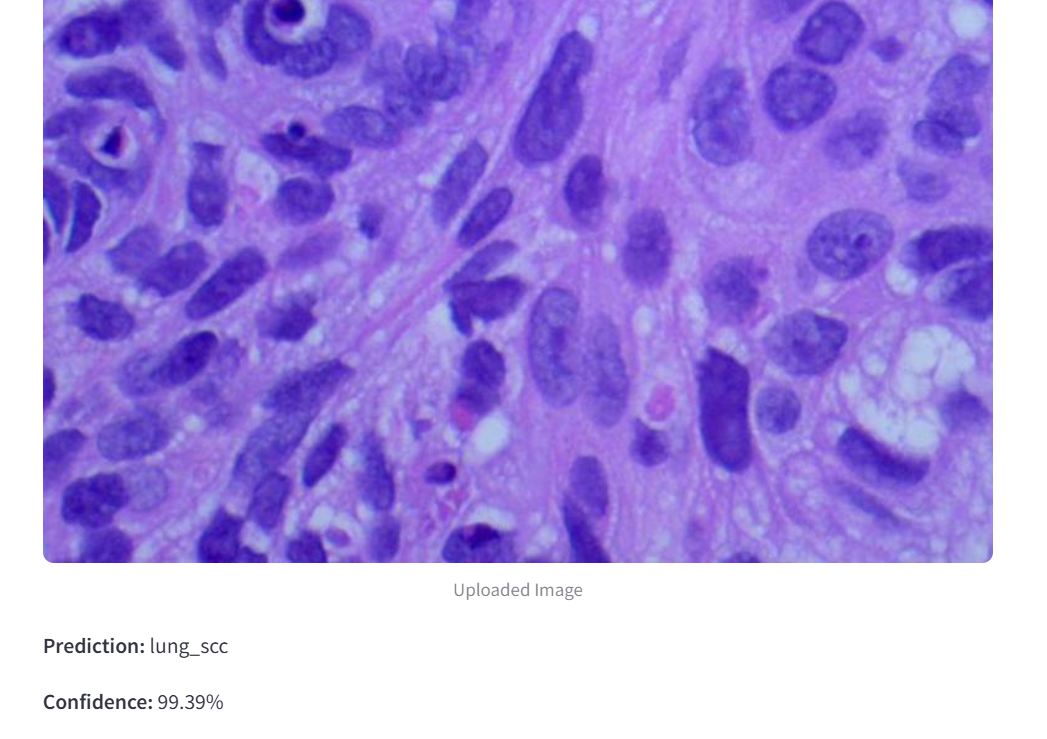 Uploaded Image
Prediction: lung_scc
Confidence: 99.39%